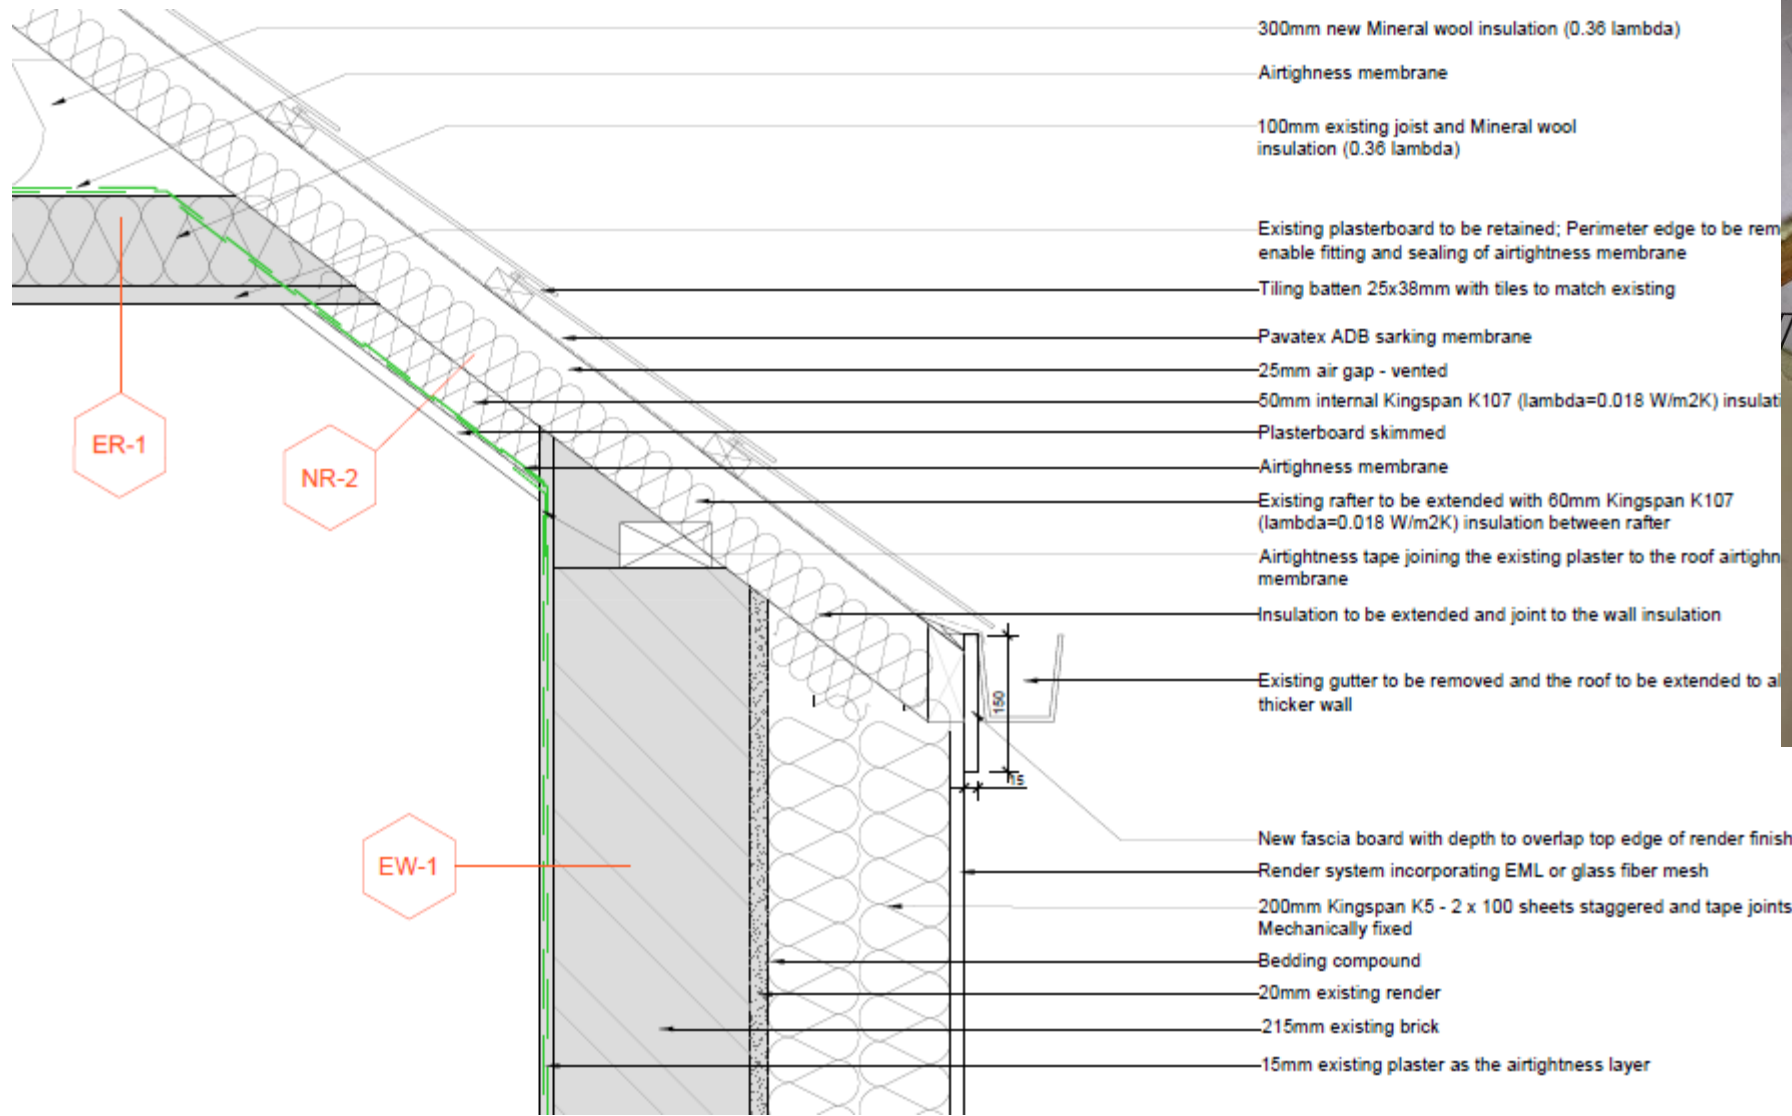 300mm new Mineral wool insulation (0.36 lambda)
Airtighness membrane
100mm existing joist and Mineral wool
insulation (0.36 lambda)
Existing plasterboard to be retained; Perimeter edge to be
enable fitting and sealing of airtightness membrane
Tiling batten 25x38mm with tiles to match existing
Pavatex ADB sarking membrane
25mm air gap - vented
50mm internal Kingspan K107 (lambda=0.018 W/m2K)
Plasterboard skimmed
Airtighness membrane
Existing rafter to be extended with 60mm Kingspan K107
(lambda=0.018 W/m2K) insulation between rafter
Airtightness tape joining the existing plaster to the roof
membrane
Insulation to be extended and joint to the wall insulation
Existing gutter to be removed and the roof to be extended to
thicker wall
New fascia board with depth to overlap top edge of render finish
Render system incorporating EML or glass fiber mesh
200mm Kingspan K5 - 2 x 100 sheets staggered and tape joints
Mechanically fixed
Bedding compound
20mm existing render
215mm existing brick
15mm existing plaster as the airtightness layer
ER-1
NR-2
EW-1
150
15